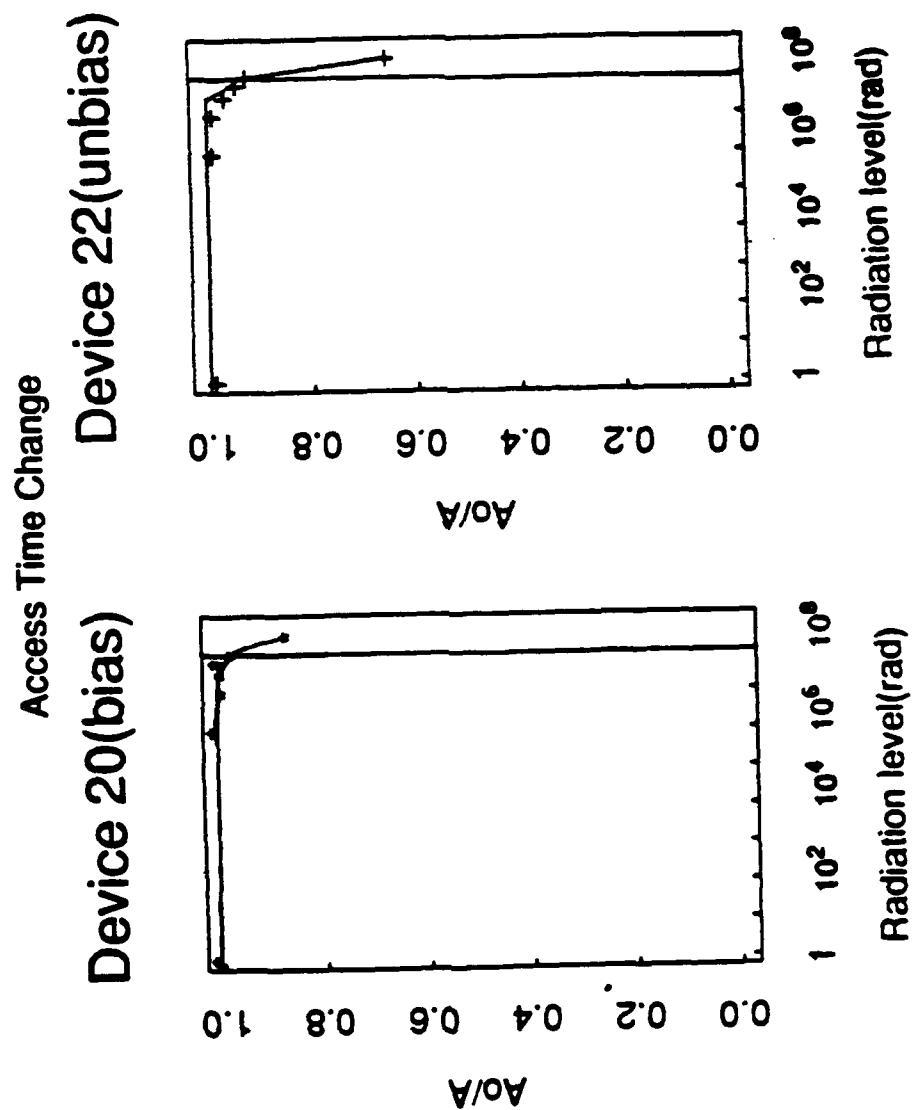 Access Time Change
Device 20(bias)
Ao/A
1.0
0.8
0.6
0.4
0.2
0.0
1 10² 10⁴ 10⁶ 10⁸
Radiation level(rad)
Device 22(unbias)
Ao/A
1.0
0.8
0.6
0.4
0.2
0.0
1 10² 10⁴ 10⁶ 10⁸
Radiation level(rad)